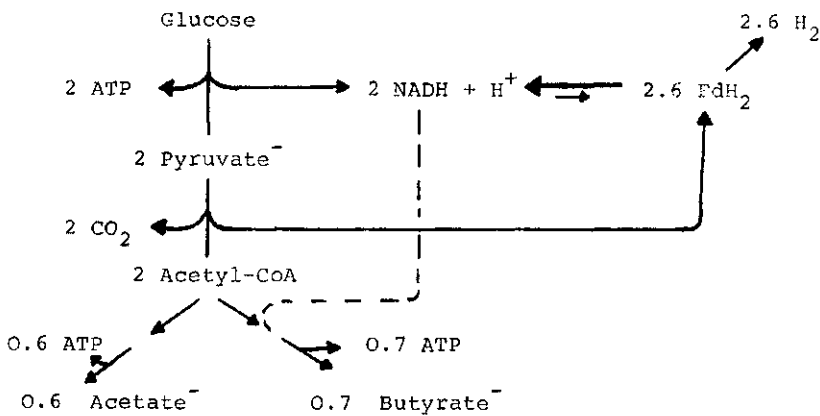 Glucose
2.6 H2
2 ATP
2 NADH + H+
2.6 FdH2
2 Pyruvate-
2 CO2
2 Acetyl-CoA
0.6 ATP
0.7 ATP
0.6 Acetate-
0.7 Butyrate-